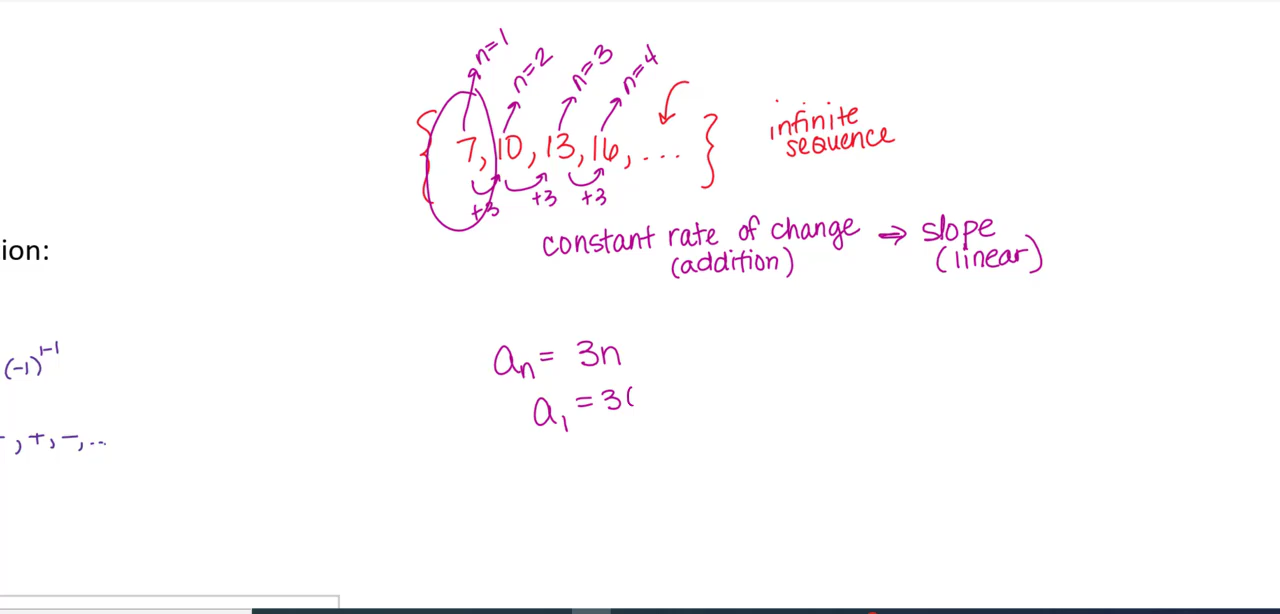 n=1 n=2 n=3 n=4
{ 7, 10, 13, 16, ... }
infinite
sequence
+3 +3 +3
constant rate of change ⇒ slope
(addition) (linear)
ion:
aₙ = 3n
(-1)¹⁻¹
a₁ = 3(
-, +, -, ...